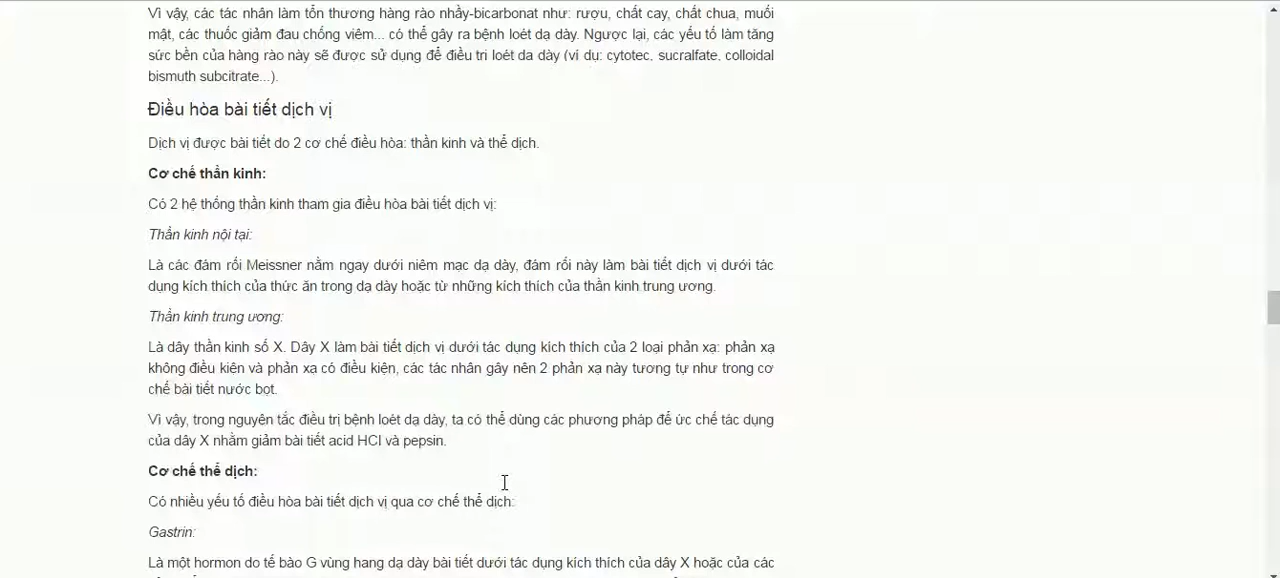 Vì vậy, các tác nhân làm tổn thương hàng rào nhầy-bicarbonat như: rượu, chất cay, chất chua, muối
mật, các thuốc giảm đau chống viêm... có thể gây ra bệnh loét dạ dày. Ngược lại, các yếu tố làm tăng
sức bền của hàng rào này sẽ được sử dụng để điều trị loét dạ dày (ví dụ: cytotec, sucralfate, colloidal
bismuth subcitrate...).
Điều hòa bài tiết dịch vị
Dịch vị được bài tiết do 2 cơ chế điều hòa: thần kinh và thể dịch.
Cơ chế thần kinh:
Có 2 hệ thống thần kinh tham gia điều hòa bài tiết dịch vị:
Thần kinh nội tại:
Là các đám rối Meissner nằm ngay dưới niêm mạc dạ dày, đám rối này làm bài tiết dịch vị dưới tác
dụng kích thích của thức ăn trong dạ dày hoặc từ những kích thích của thần kinh trung ương.
Thần kinh trung ương:
Là dây thần kinh số X. Dây X làm bài tiết dịch vị dưới tác dụng kích thích của 2 loại phản xạ: phản xạ
không điều kiện và phản xạ có điều kiện, các tác nhân gây nên 2 phản xạ này tương tự như trong cơ
chế bài tiết nước bọt.
Vì vậy, trong nguyên tắc điều trị bệnh loét dạ dày, ta có thể dùng các phương pháp để ức chế tác dụng
của dây X nhằm giảm bài tiết acid HCl và pepsin.
Cơ chế thể dịch:
Có nhiều yếu tố điều hòa bài tiết dịch vị qua cơ chế thể dịch:
Gastrin:
Là một hormon do tế bào G vùng hang dạ dày bài tiết dưới tác dụng kích thích của dây X hoặc của các